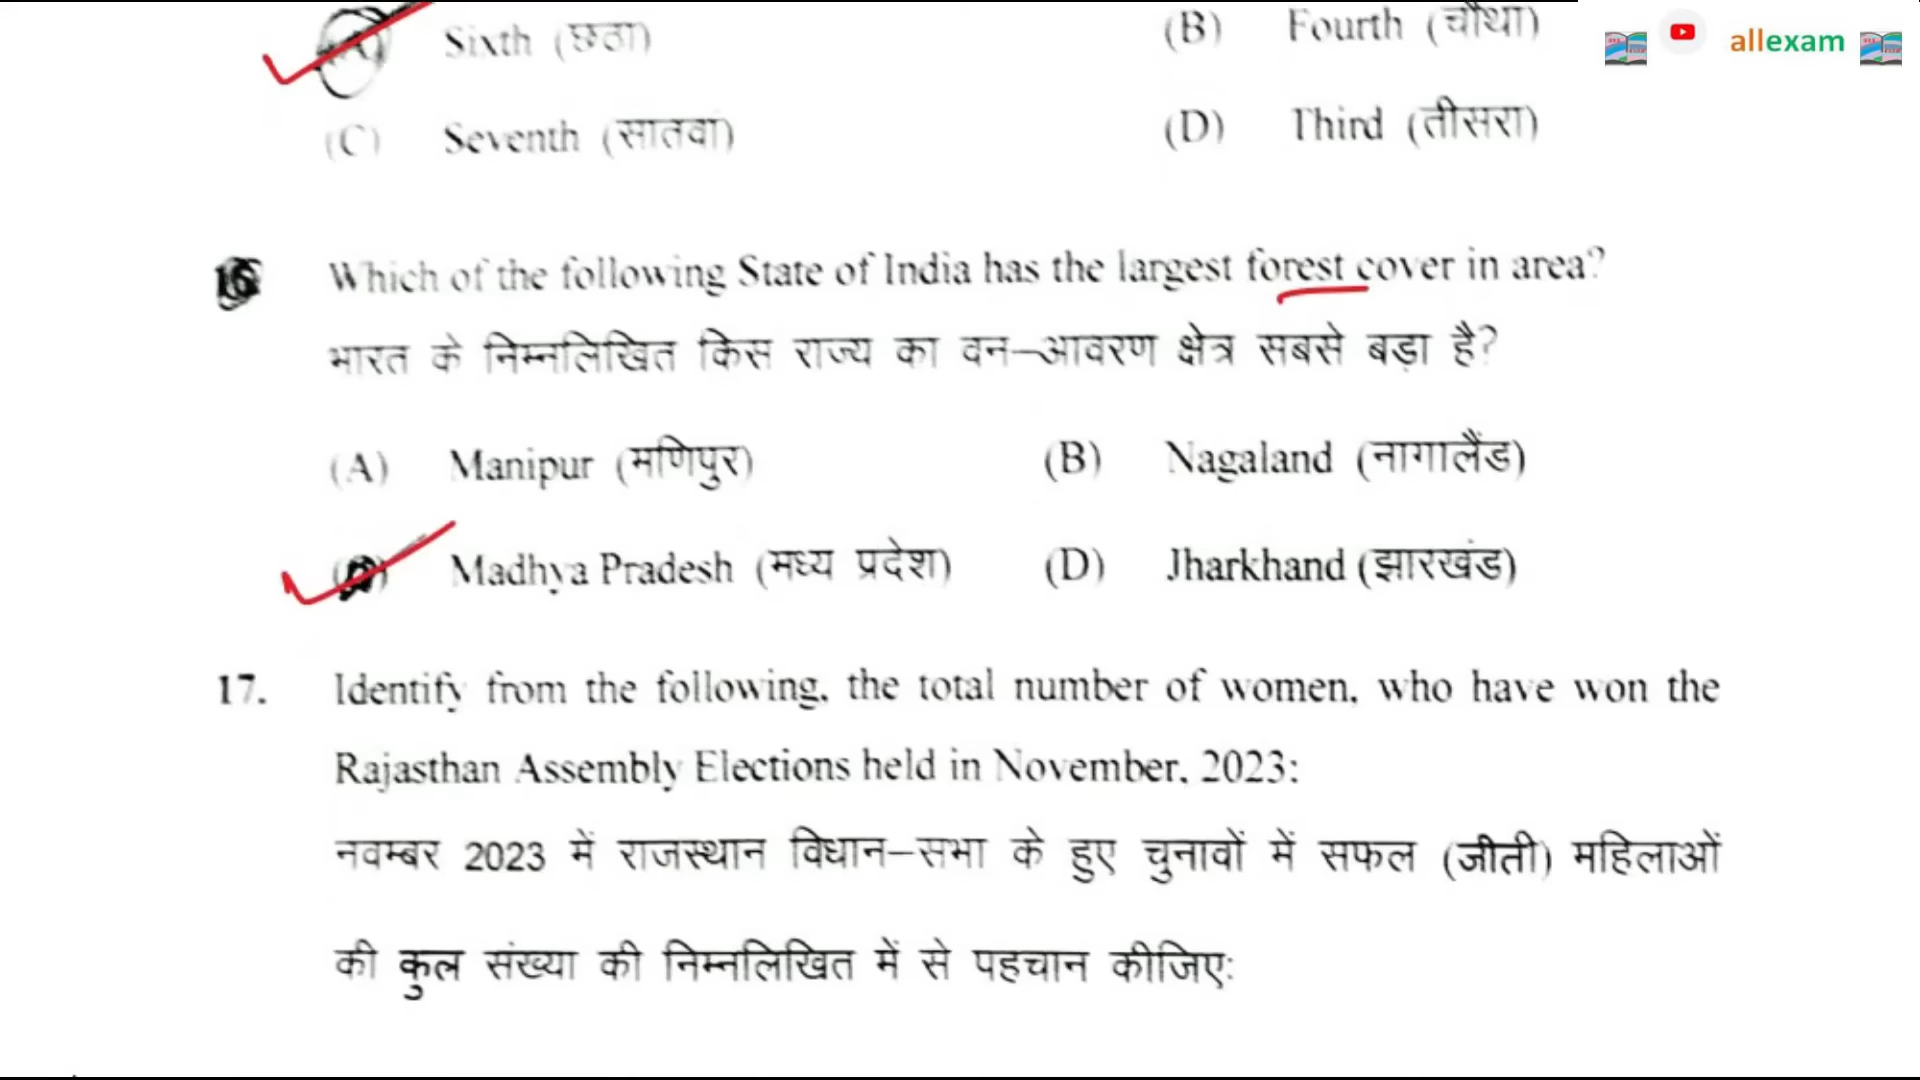 Sixth (छठा) (B) Fourth (चौथा)
allexam
(C) Seventh (सातवा) (D) Third (तीसरा)
16 Which of the following State of India has the largest forest cover in area?
भारत के निम्नलिखित किस राज्य का वन–आवरण क्षेत्र सबसे बड़ा है?
(A) Manipur (मणिपुर) (B) Nagaland (नागालैंड)
Madhya Pradesh (मध्य प्रदेश) (D) Jharkhand (झारखंड)
17. Identify from the following, the total number of women, who have won the
Rajasthan Assembly Elections held in November, 2023:
नवम्बर 2023 में राजस्थान विधान–सभा के हुए चुनावों में सफल (जीती) महिलाओं
की कुल संख्या की निम्नलिखित में से पहचान कीजिएः